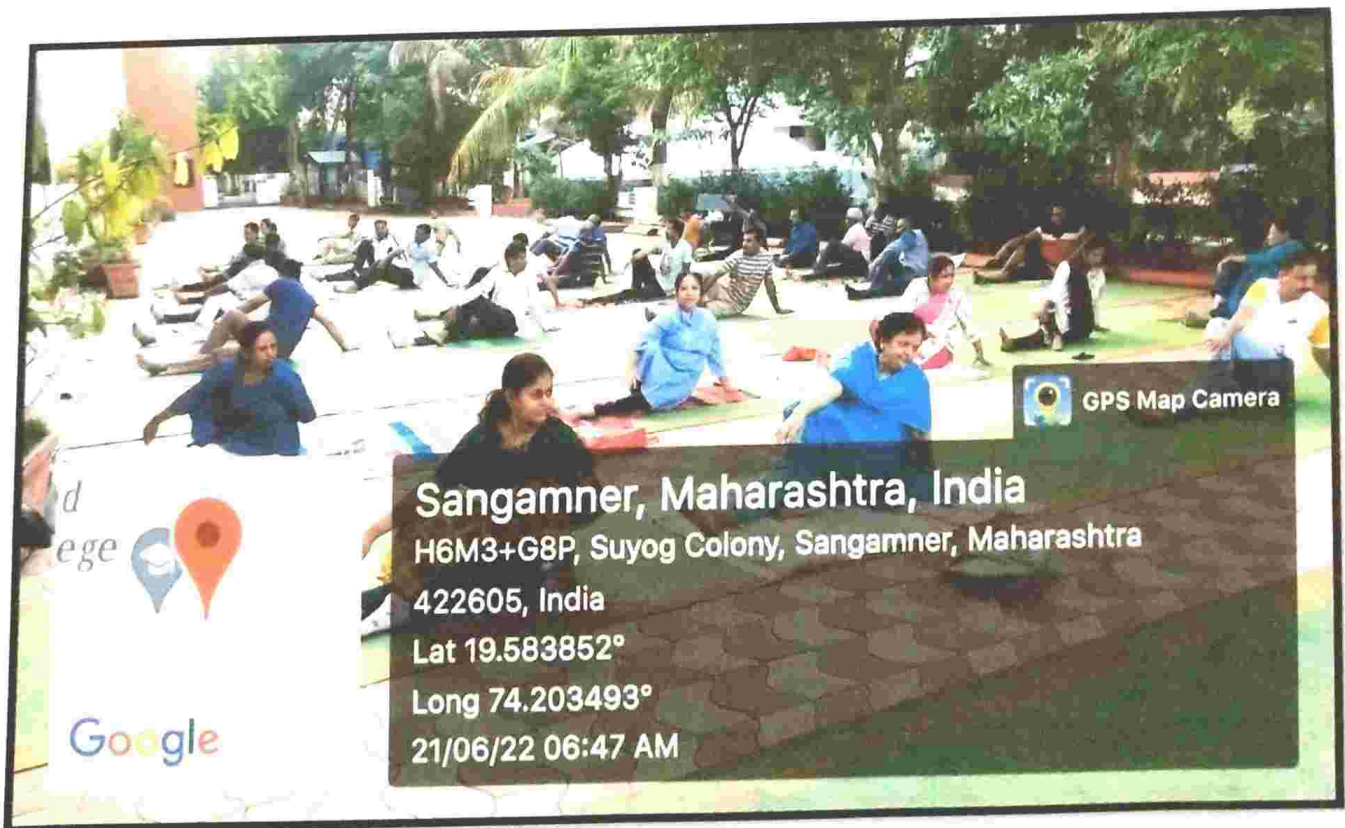 GPS Map Camera
d
ege
Sangamner, Maharashtra, India
H6M3+G8P, Suyog Colony, Sangamner, Maharashtra
422605, India
Lat 19.583852°
Long 74.203493°
21/06/22 06:47 AM
Google